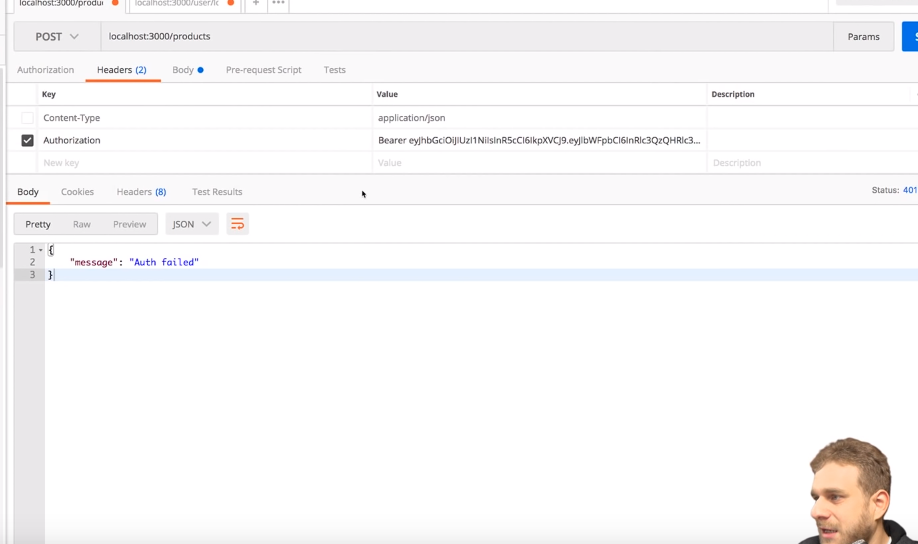 localhost:3000/produ
localhost:3000/user/lo
+ •••
POST localhost:3000/products Params
Authorization Headers (2) Body Pre-request Script Tests
Key Value Description
Content-Type application/json
Authorization Bearer eyJhbGciOiJIUzI1NiIsInR5cCI6IkpXVCJ9.eyJlbWFpbCI6InRlc3QzQHRlc3...
New key Value Description
Body Cookies Headers (8) Test Results Status: 401
Pretty Raw Preview JSON
1 {
2 "message": "Auth failed"
3 }